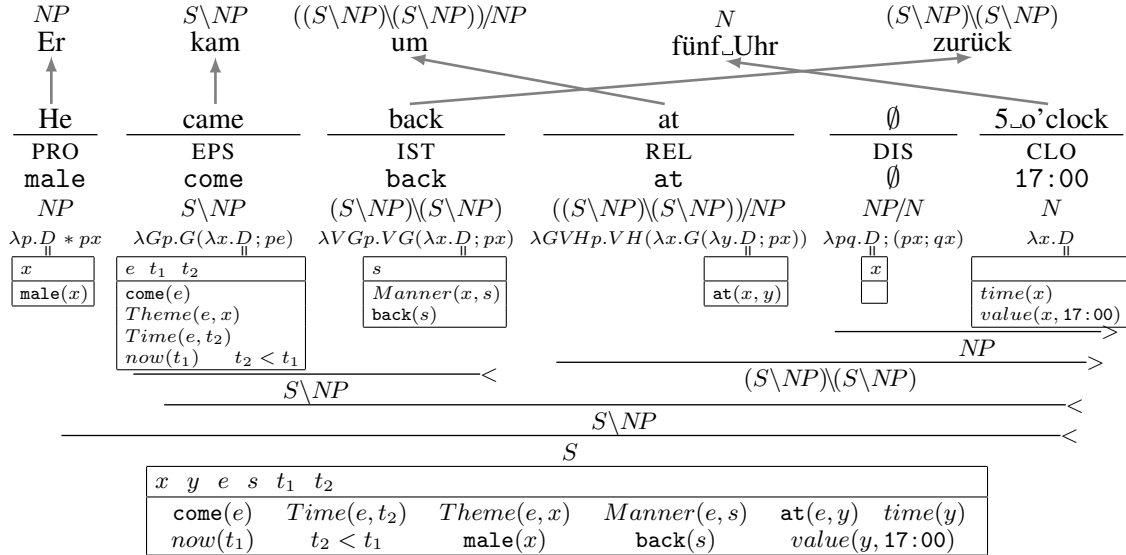 NP S\NP ((S\NP)\(S\NP))/NP N (S\NP)\(S\NP)
Er kam um fünf␣Uhr zurück
He came back at ∅ 5␣o'clock
PRO EPS IST REL DIS CLO
male come back at ∅ 17:00
NP S\NP (S\NP)\(S\NP) ((S\NP)\(S\NP))/NP NP/N N
λp.D ∗ px λGp.G(λx.D; pe) λVGp.VG(λx.D; px) λGVHp.VH(λx.G(λy.D; px)) λpq.D; (px; qx) λx.D
x e t₁ t₂ s x
male(x) come(e) Manner(x, s) at(x, y) time(x)
Theme(e, x) back(s) value(x, 17:00)
Time(e, t₂)
now(t₁) t₂ < t₁
>
NP
< >
S\NP (S\NP)\(S\NP)
<
S\NP
<
S
x y e s t₁ t₂
come(e) Time(e, t₂) Theme(e, x) Manner(e, s) at(e, y) time(y)
now(t₁) t₂ < t₁ male(x) back(s) value(y, 17:00)